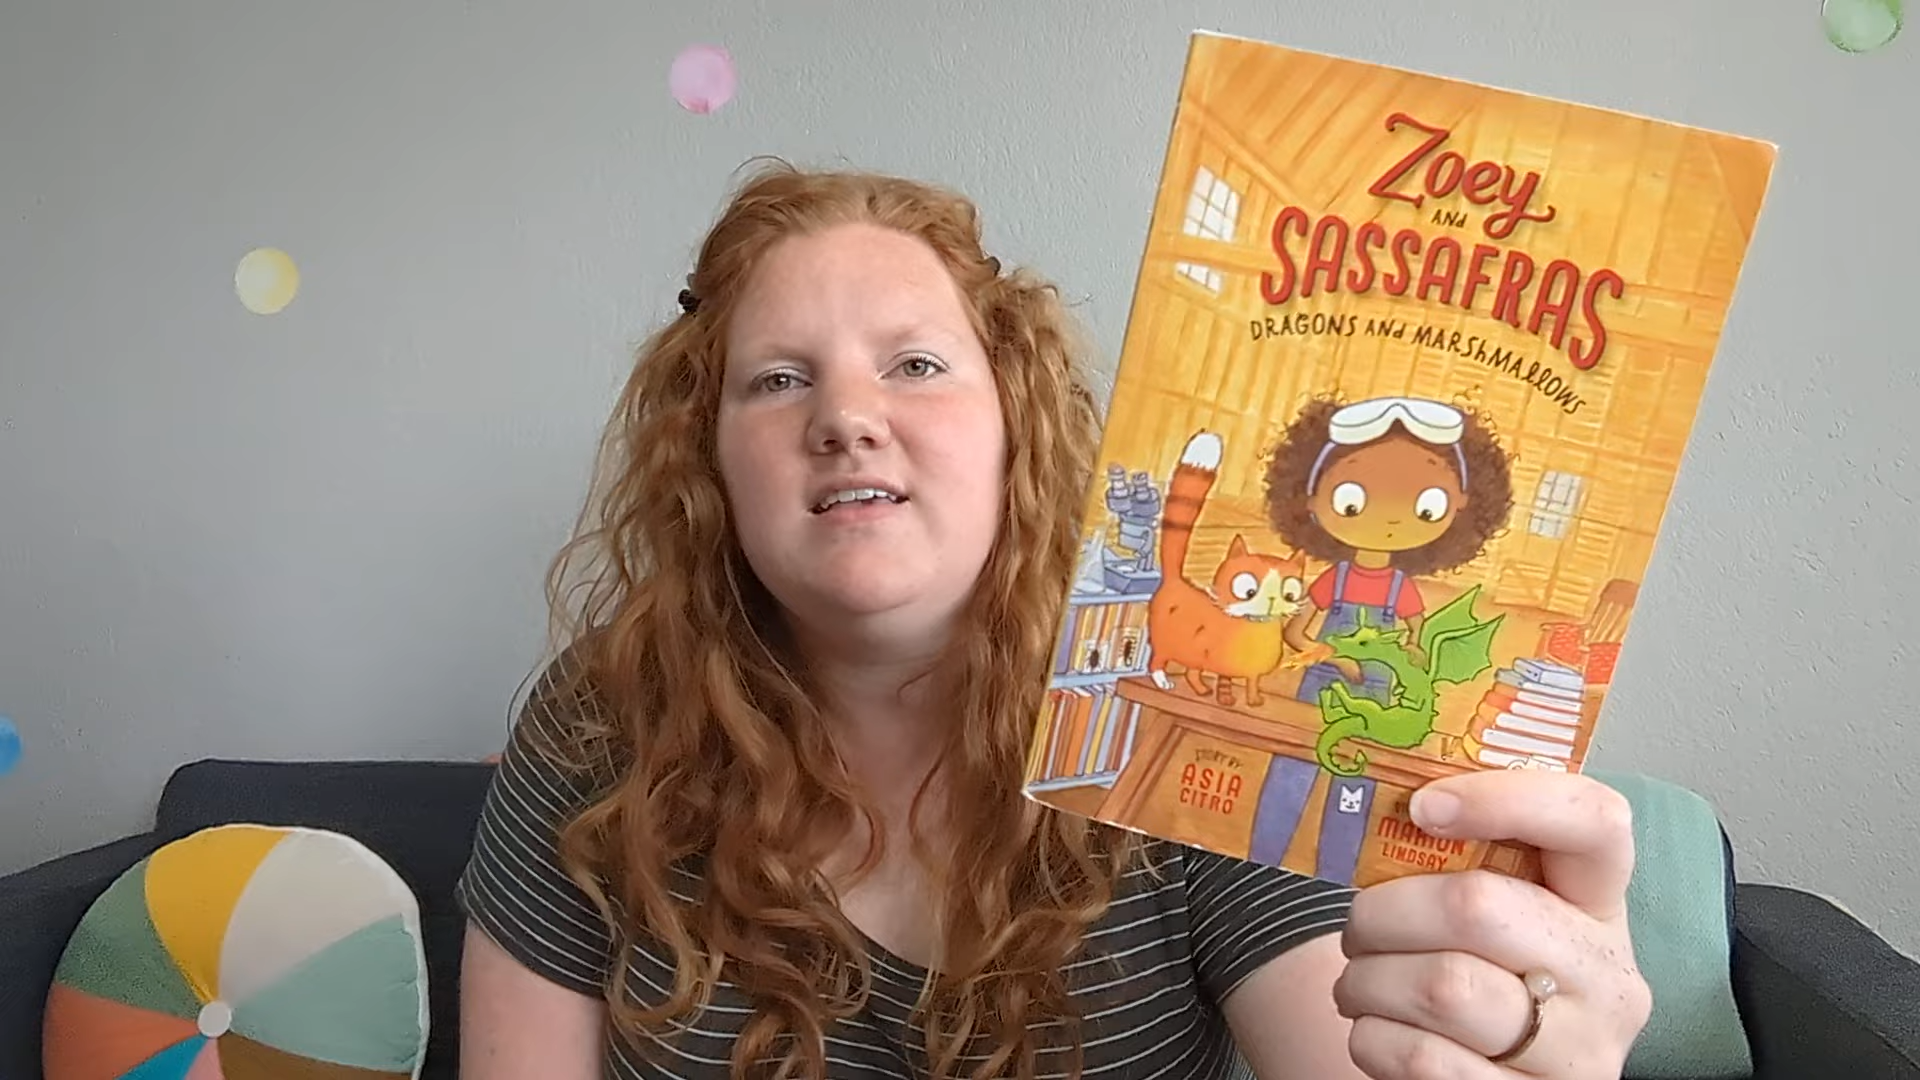 Zoey
AND
SASSAFRAS
DRAGONS AND MARSHMALLOWS
STORY BY
ASIA
CITRO
MARION
LINDSAY